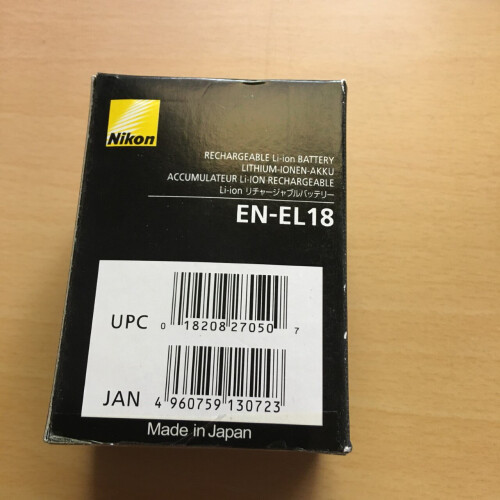 Nikon
RECHARGEABLE Li-ion BATTERY
LITHIUM-IONEN-AKKU
ACCUMULATEUR Li-ION RECHARGEABLE
Li-ion リチャージャブルバッテリー
EN-EL18
UPC 0 18208 27050 7
JAN 4 960759 130723
Made in Japan